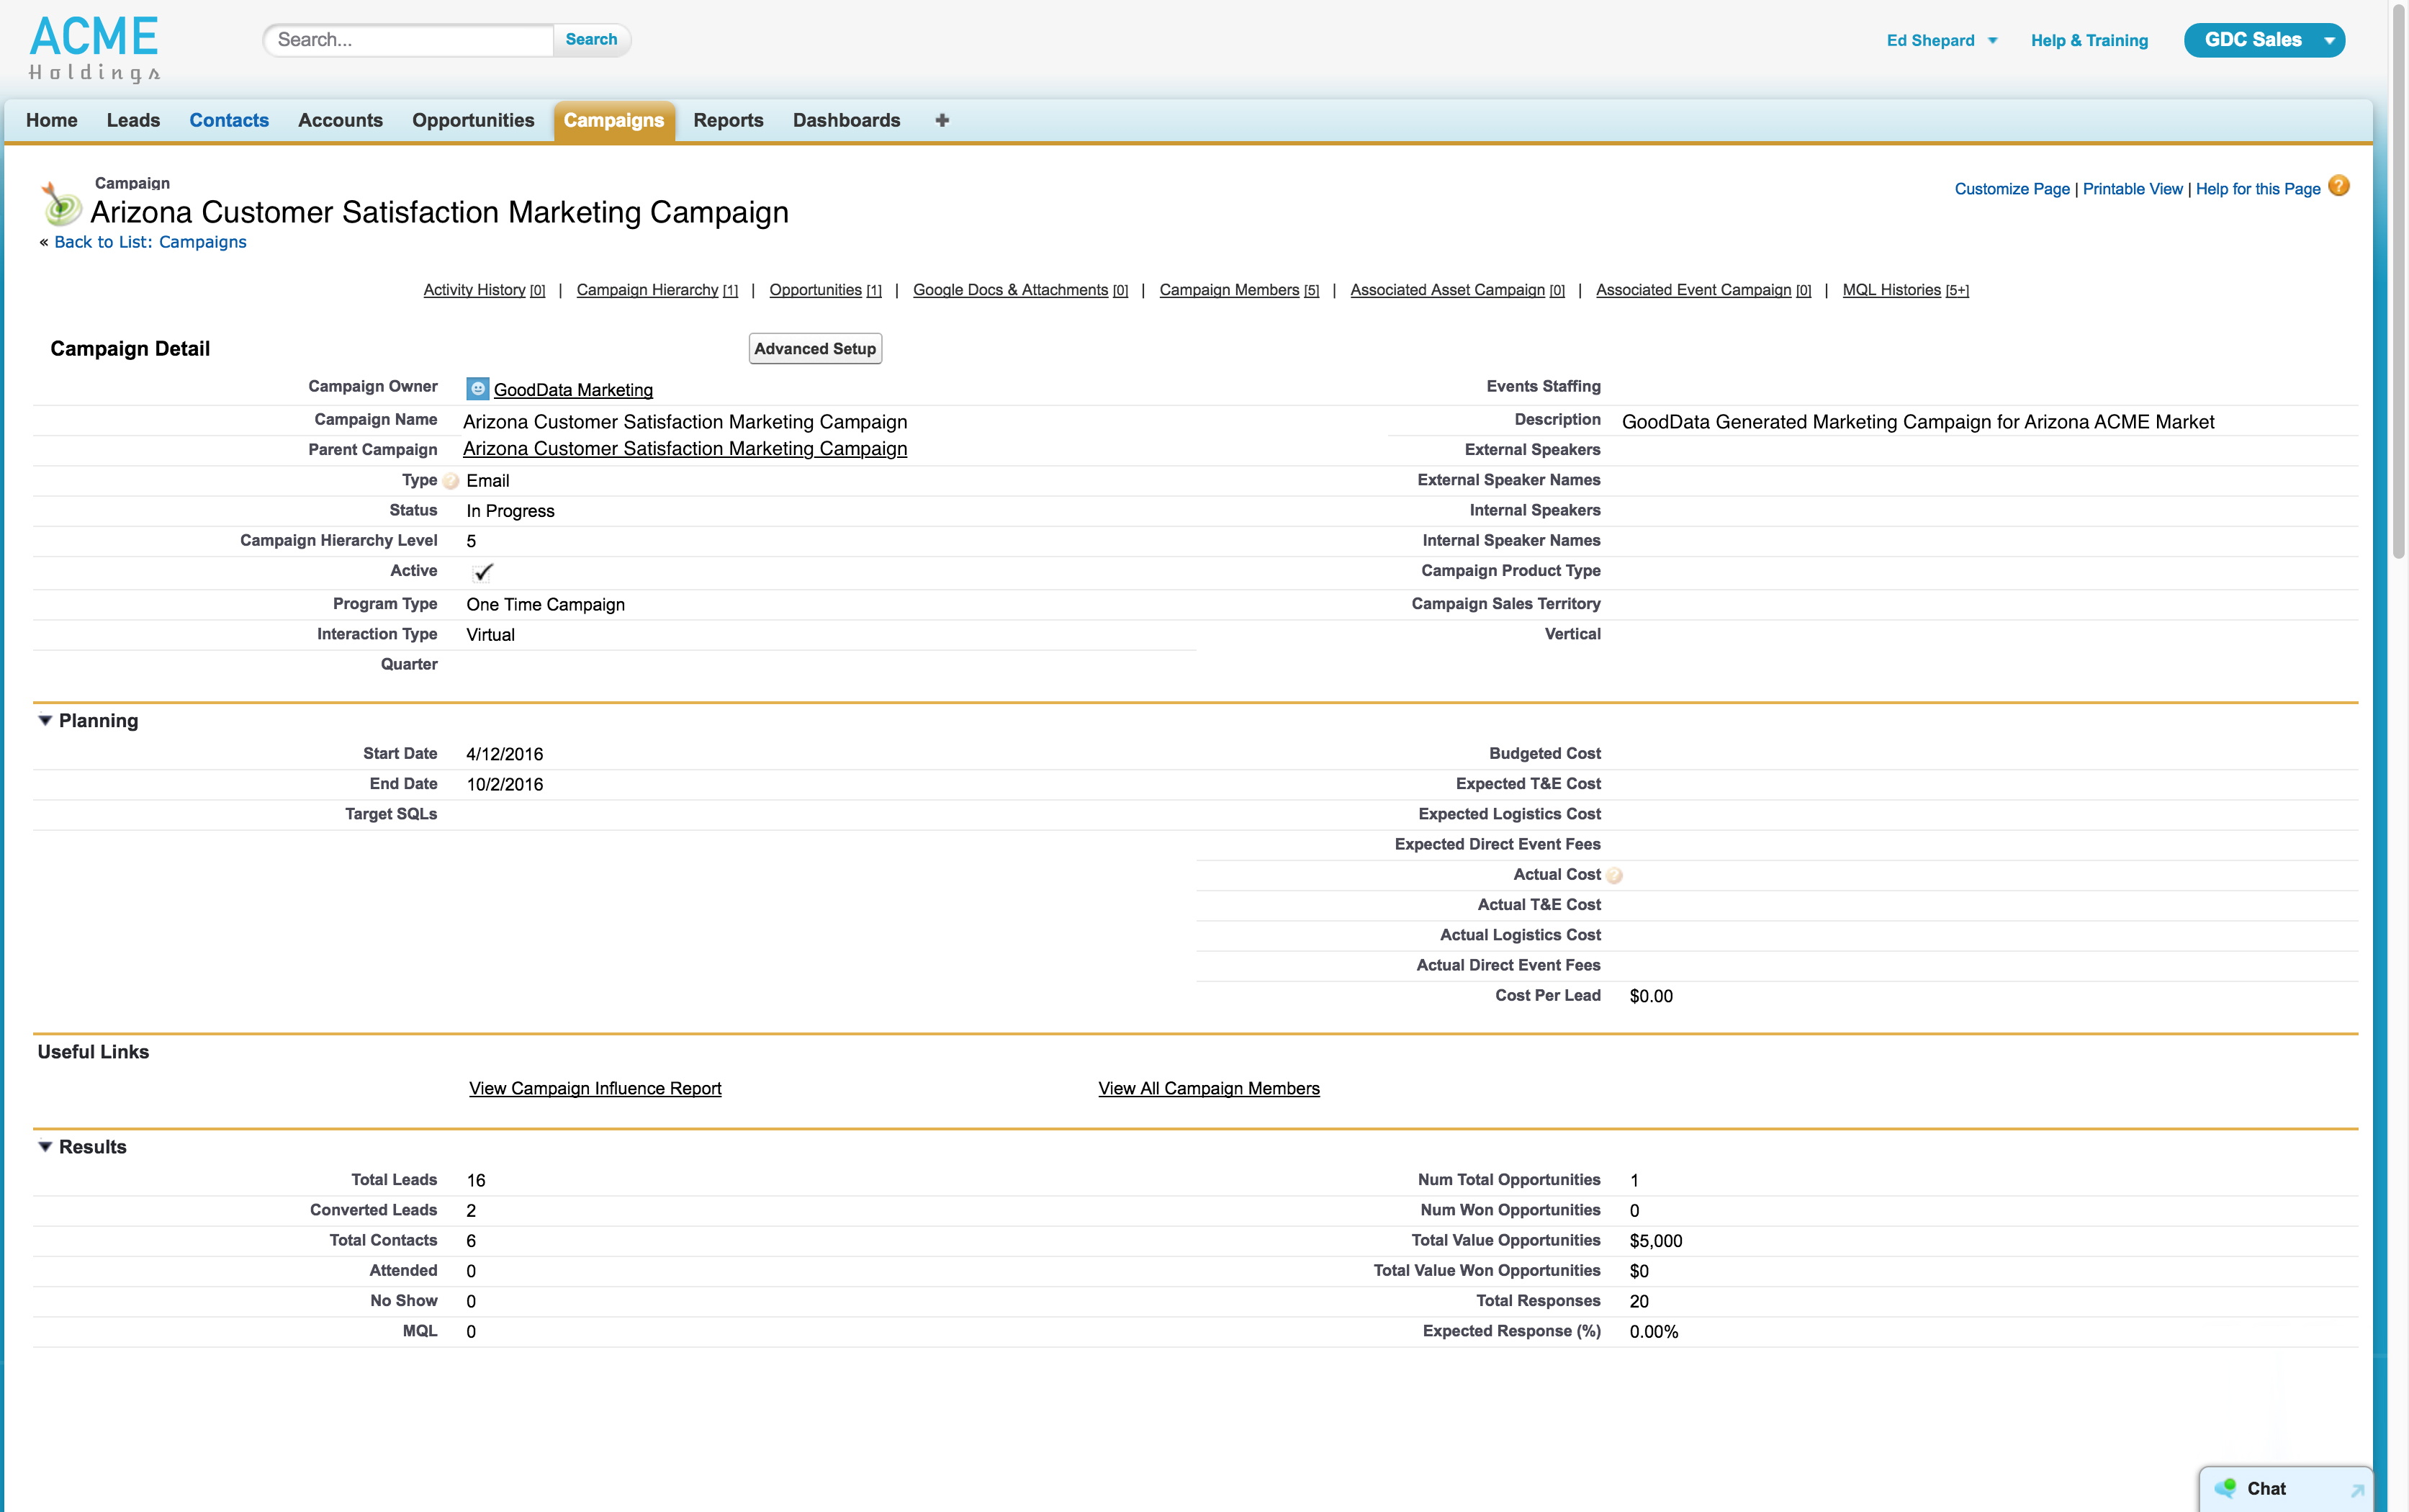 ACME
Holdings
Search...
Search
Ed Shepard
Help & Training
GDC Sales
Home
Leads
Contacts
Accounts
Opportunities
Campaigns
Reports
Dashboards
+
Campaign
Arizona Customer Satisfaction Marketing Campaign
« Back to List: Campaigns
Customize Page | Printable View | Help for this Page ?
Activity History [0] | Campaign Hierarchy [1] | Opportunities [1] | Google Docs & Attachments [0] | Campaign Members [5] | Associated Asset Campaign [0] | Associated Event Campaign [0] | MQL Histories [5+]
Campaign Detail
Advanced Setup
Campaign Owner GoodData Marketing
Events Staffing
Campaign Name Arizona Customer Satisfaction Marketing Campaign
Description GoodData Generated Marketing Campaign for Arizona ACME Market
Parent Campaign Arizona Customer Satisfaction Marketing Campaign
External Speakers
Type ? Email
External Speaker Names
Status In Progress
Internal Speakers
Campaign Hierarchy Level 5
Internal Speaker Names
Active
Campaign Product Type
Program Type One Time Campaign
Campaign Sales Territory
Interaction Type Virtual
Vertical
Quarter
Planning
Start Date 4/12/2016
Budgeted Cost
End Date 10/2/2016
Expected T&E Cost
Target SQLs
Expected Logistics Cost
Expected Direct Event Fees
Actual Cost ?
Actual T&E Cost
Actual Logistics Cost
Actual Direct Event Fees
Cost Per Lead $0.00
Useful Links
View Campaign Influence Report
View All Campaign Members
Results
Total Leads 16
Num Total Opportunities 1
Converted Leads 2
Num Won Opportunities 0
Total Contacts 6
Total Value Opportunities $5,000
Attended 0
Total Value Won Opportunities $0
No Show 0
Total Responses 20
MQL 0
Expected Response (%) 0.00%
Chat